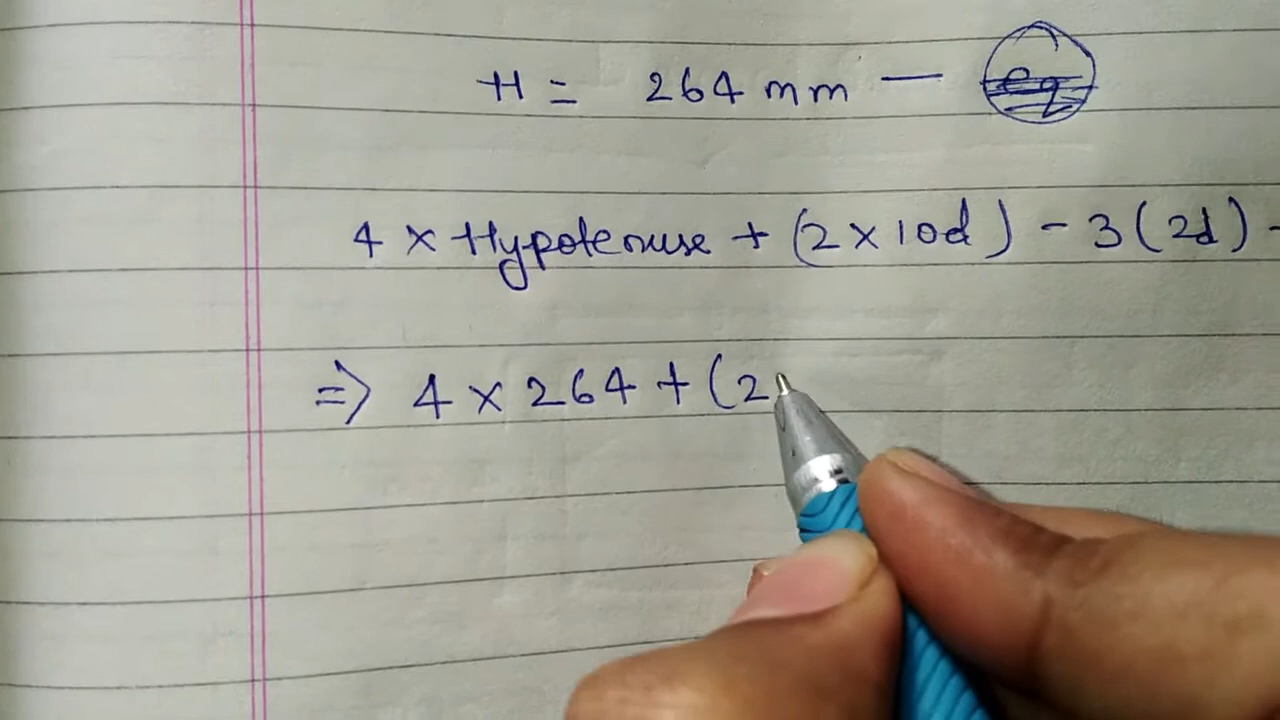 H = 264 mm — eq
4 × Hypotenuse + (2 × 10d) - 3 (2d) -
⇒ 4 × 264 + (2